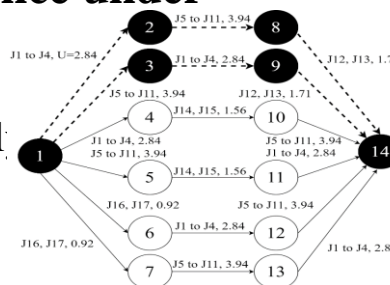 under
J5 to J11, 3.94
2
8
J1 to J4, U=2.84
J1 to J4, 2.84
J12, J13, 1.7
3
9
J5 to J11, 3.94
J12, J13, 1.71
J14, J15, 1.56
4
10
J1 to J4, 2.84
J5 to J11, 3.94
J5 to J11, 3.94
J1 to J4, 2.84
1
14
J14, J15, 1.56
5
11
J16, J17, 0.92
J5 to J11, 3.94
J1 to J4, 2.84
6
12
J16, J17, 0.92
J1 to J4, 2.8
J5 to J11, 3.94
7
13